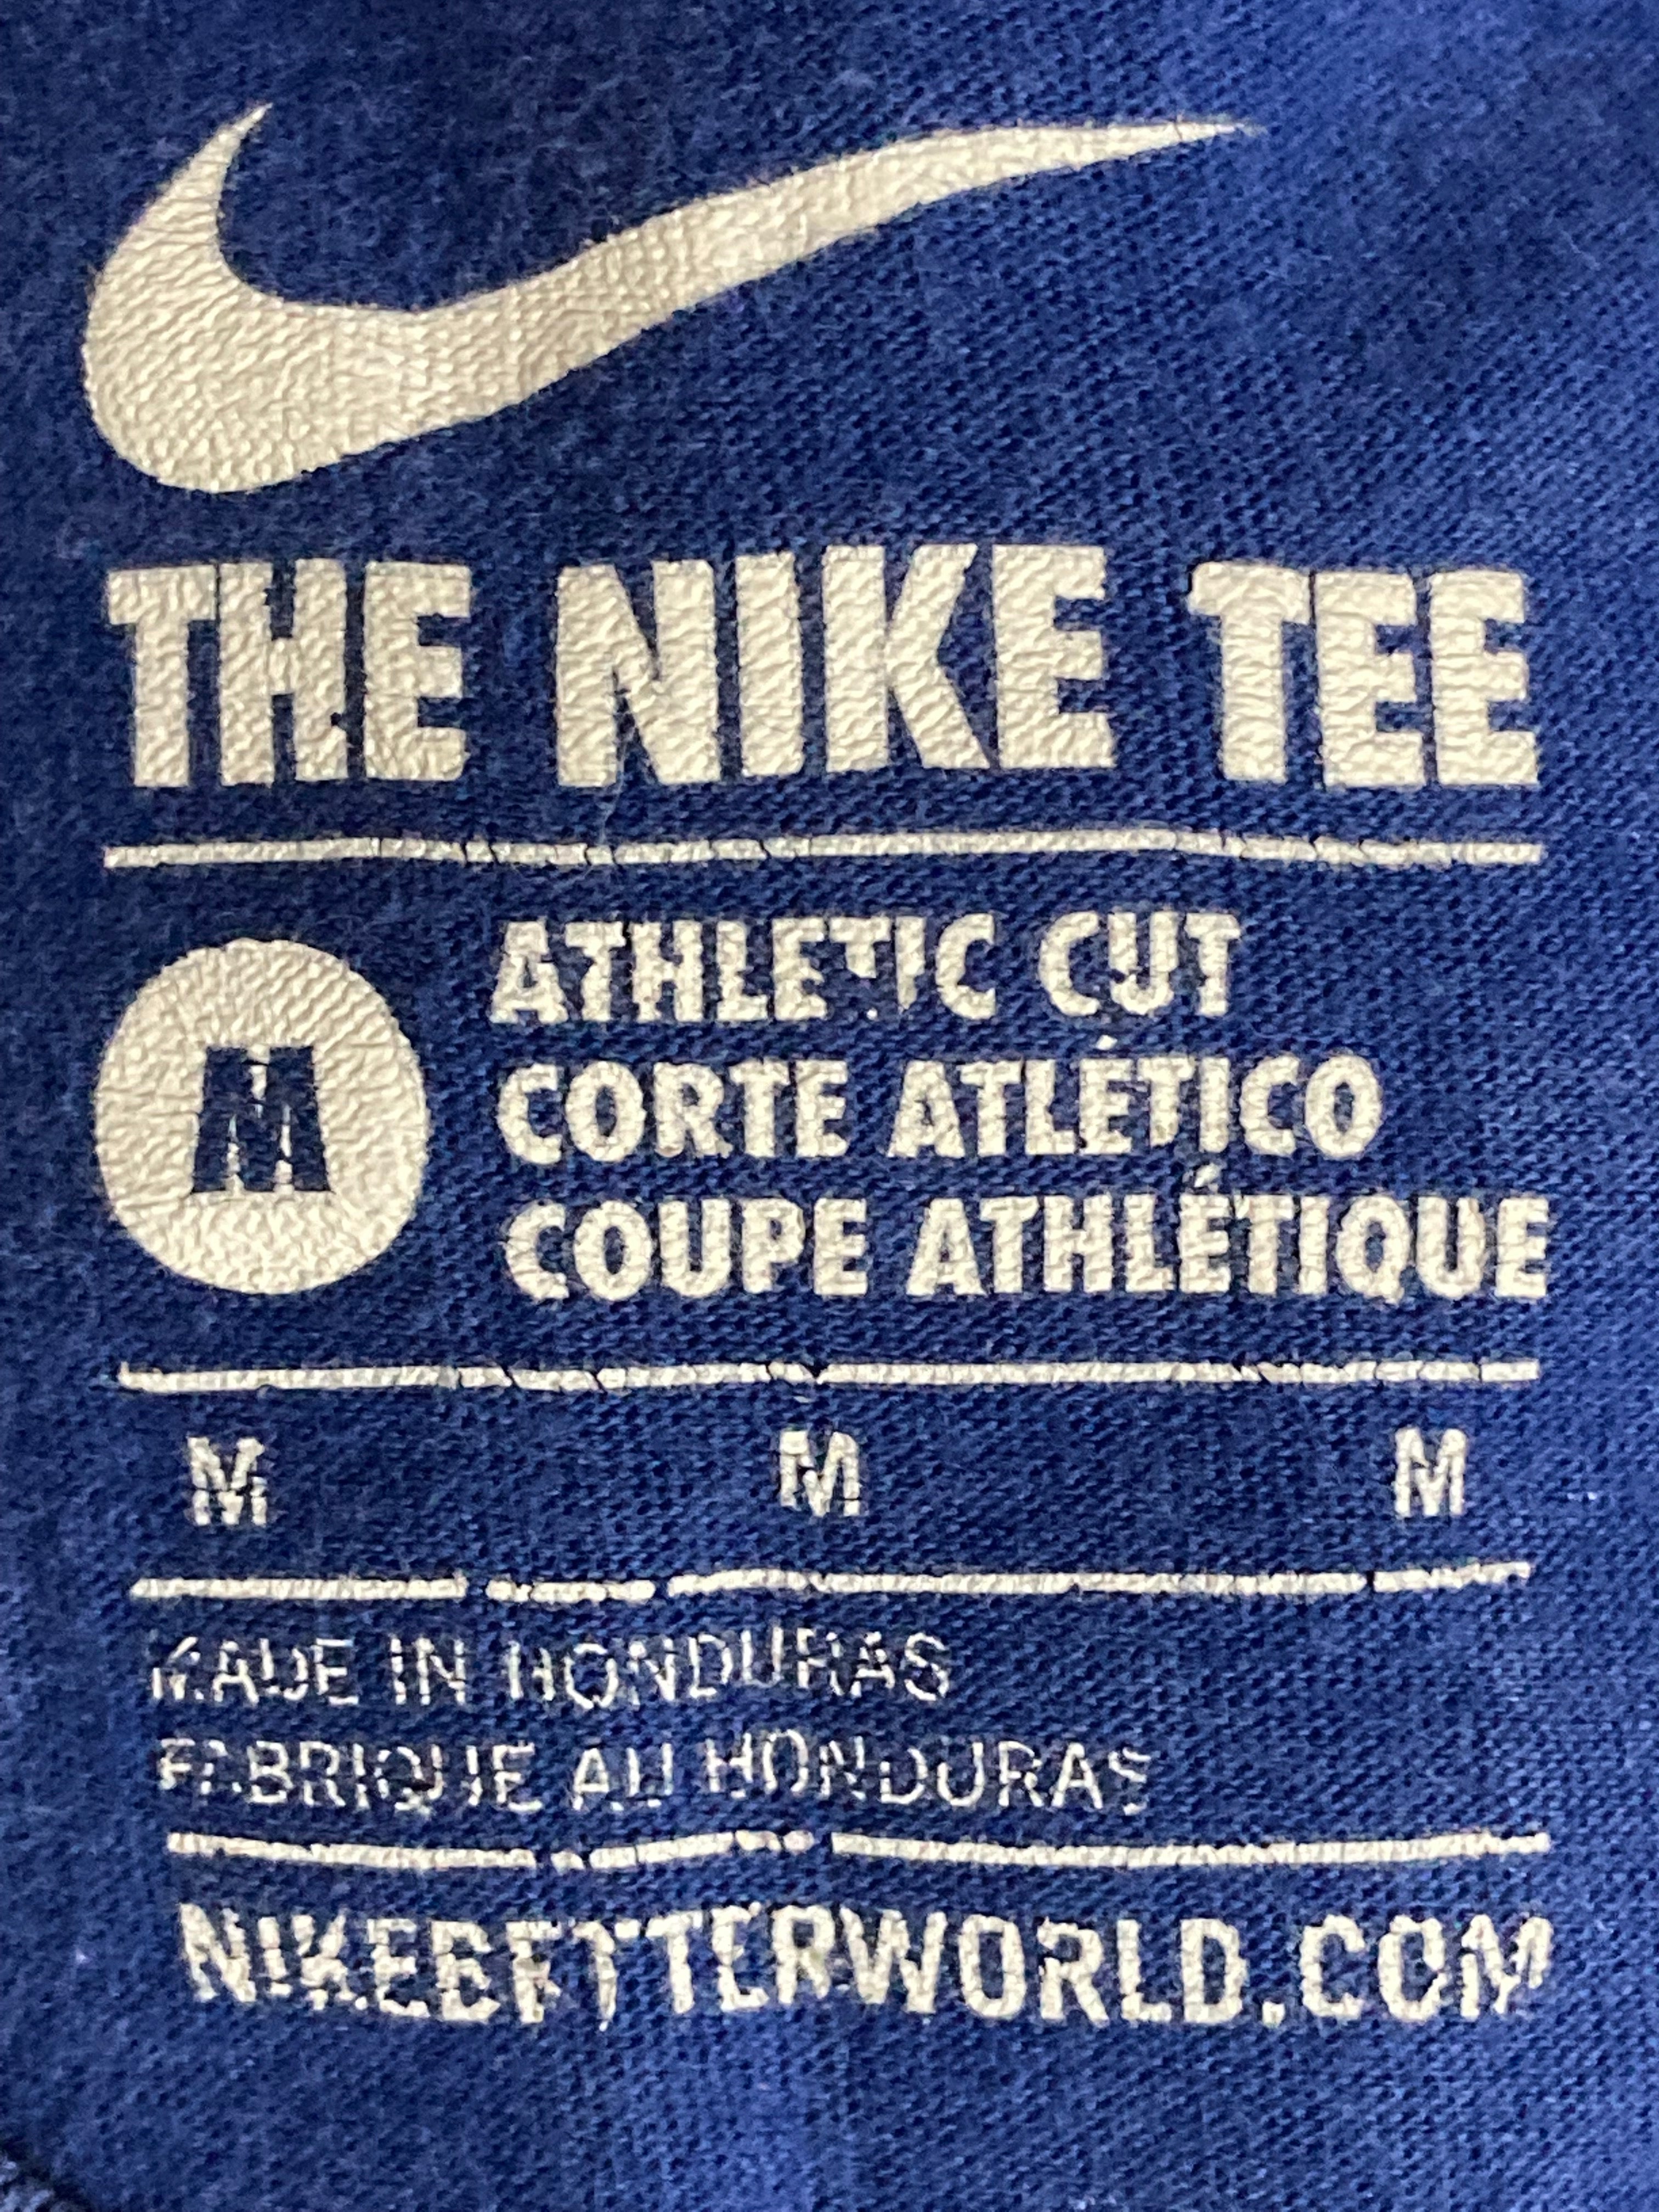 THE NIKE TEE
M
ATHLETIC CUT
CORTE ATLÉTICO
COUPE ATHLÉTIQUE
M M M
MADE IN HONDURAS
FABRIQUE AU HONDURAS
NIKEBETTERWORLD.COM